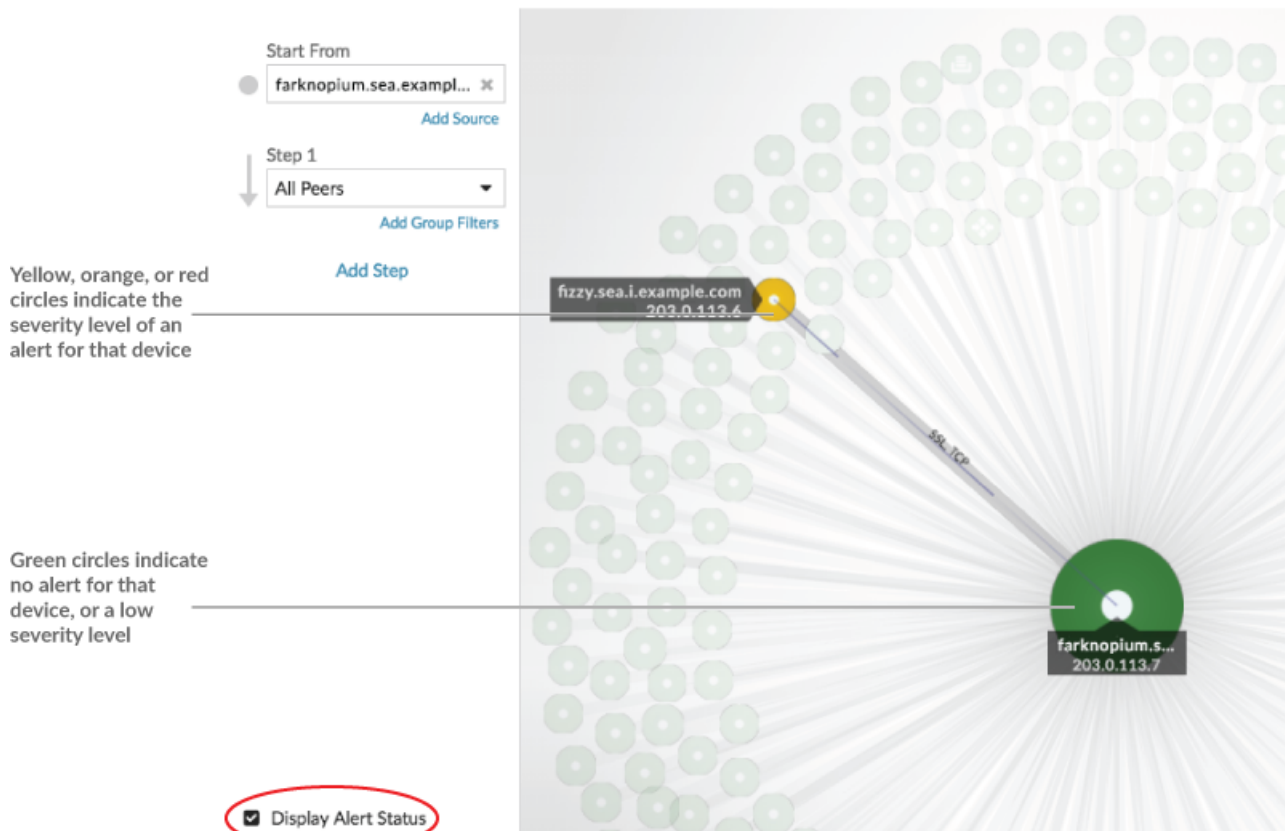 Start From
farknopium.sea.exampl... ×
Add Source
Step 1
All Peers
Add Group Filters
Add Step
Yellow, orange, or red
circles indicate the
severity level of an
alert for that device
fizzy.sea.i.example.com
203.0.113.6
SSL, TCP
Green circles indicate
no alert for that
device, or a low
severity level
farknopium.s...
203.0.113.7
Display Alert Status